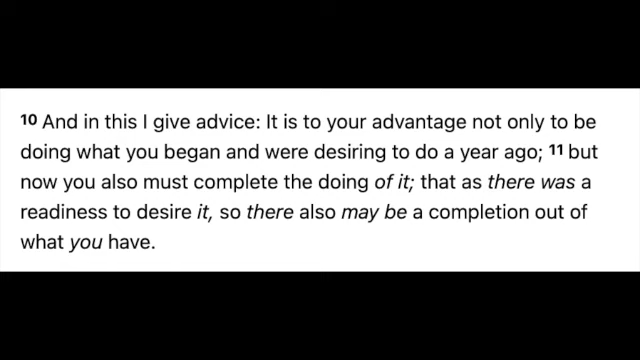 10 And in this I give advice: It is to your advantage not only to be
doing what you began and were desiring to do a year ago; 11 but
now you also must complete the doing of it; that as there was a
readiness to desire it, so there also may be a completion out of
what you have.